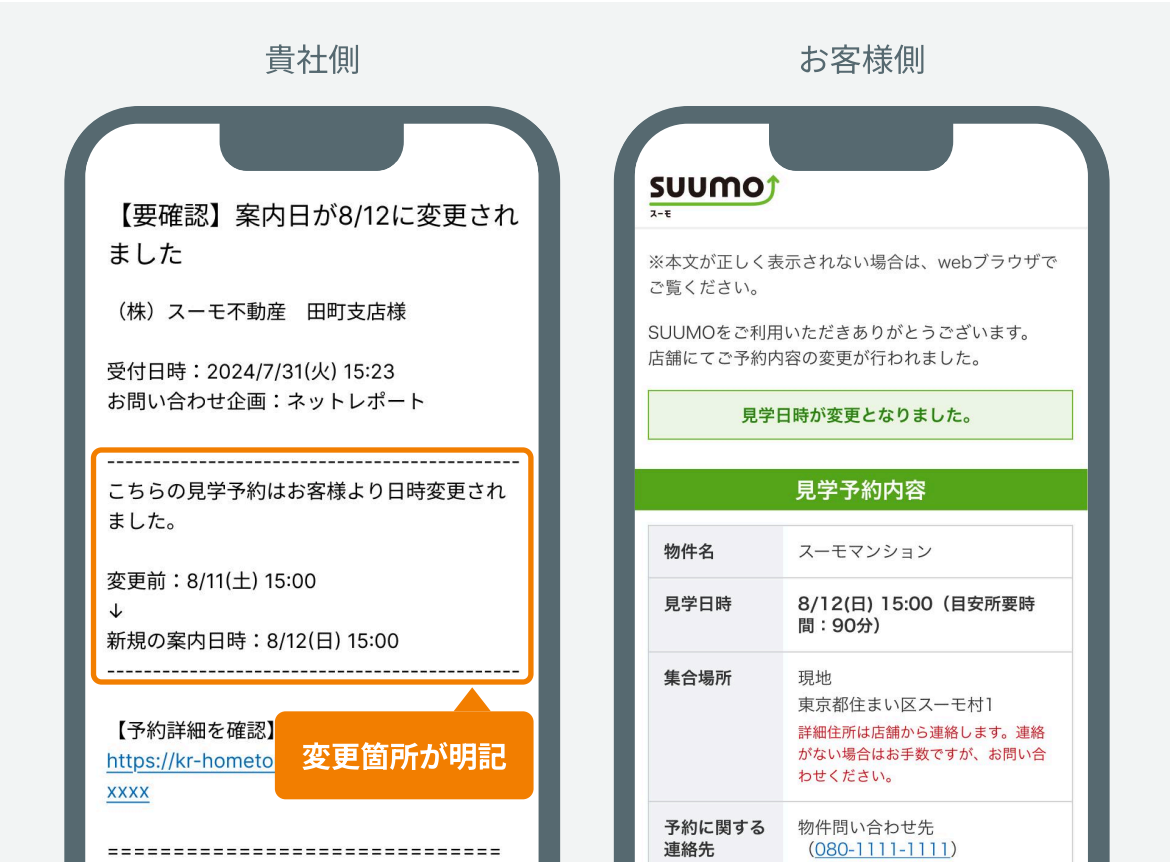 貴社側
【要確認】案内日が8/12に変更され
ました
（株）スーモ不動産　田町支店様
受付日時：2024/7/31(火) 15:23
お問い合わせ企画：ネットレポート
-----------------------------------------
こちらの見学予約はお客様より日時変更され
ました。
変更前：8/11(土) 15:00
↓
新規の案内日時：8/12(日) 15:00
-----------------------------------------
【予約詳細を確認】
https://kr-hometo
xxxx
変更箇所が明記
==============================
お客様側
suumo
スーモ
※本文が正しく表示されない場合は、webブラウザで
ご覧ください。
SUUMOをご利用いただきありがとうございます。
店舗にてご予約内容の変更が行われました。
見学日時が変更となりました。
見学予約内容
物件名
スーモマンション
見学日時
8/12(日) 15:00（目安所要時
間：90分）
集合場所
現地
東京都住まい区スーモ村1
詳細住所は店舗から連絡します。連絡
がない場合はお手数ですが、お問い合
わせください。
予約に関する
連絡先
物件問い合わせ先
（080-1111-1111）